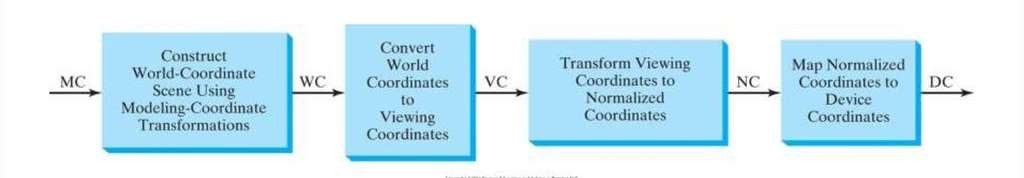 MC
Construct
World-Coordinate
Scene Using
Modeling-Coordinate
Transformations
WC
Convert
World
Coordinates
to
Viewing
Coordinates
VC
Transform Viewing
Coordinates to
Normalized
Coordinates
NC
Map Normalized
Coordinates to
Device
Coordinates
DC